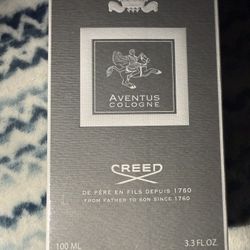 AVENTUS
COLOGNE
CREED
DE PÈRE EN FILS DEPUIS 1760
FROM FATHER TO SON SINCE 1760
100 ML 3.3 FL.OZ.